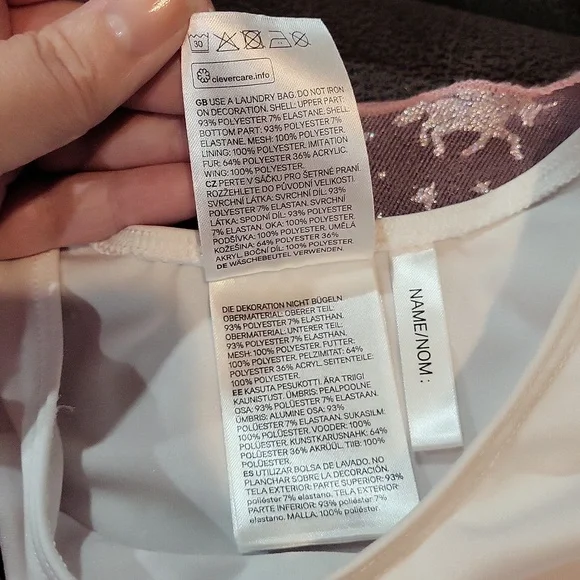 30
clevercare.info
GB USE A LAUNDRY BAG. DO NOT IRON
ON DECORATION. SHELL: UPPER PART:
93% POLYESTER 7% ELASTANE. SHELL:
BOTTOM PART: 93% POLYESTER 7%
ELASTANE. MESH: 100% POLYESTER.
LINING: 100% POLYESTER. IMITATION
FUR: 64% POLYESTER 36% ACRYLIC.
WING: 100% POLYESTER.
CZ PERTE V SÁČKU PRO ŠETRNÉ PRANÍ
ROZŽEHLETE DO PŮVODNÍ VELIKOSTI.
SVRCHNÍ LÁTKA: SVRCHNÍ DÍL: 93%
POLYESTER 7% ELASTAN. SVRCHNÍ
LÁTKA: SPODNÍ DÍL: 93% POLYESTER
7% ELASTAN. OKA: 100% POLYESTER.
PODŠÍVKA: 100% POLYESTER. UMĚLÁ
KOŽEŠINA: 64% POLYESTER 36%
AKRYL. BOČNÍ DÍL: 100% POLYESTER.
DE WÄSCHEBEUTEL VERWENDEN.
DIE DEKORATION NICHT BÜGELN
OBERMATERIAL: OBERER TEIL:
93% POLYESTER 7% ELASTHAN.
OBERMATERIAL: UNTERER TEIL:
93% POLYESTER 7% ELASTHAN.
MESH: 100% POLYESTER. FUTTER:
100% POLYESTER. PELZIMITAT: 64%
POLYESTER 36% ACRYL. SEITENTEILE:
100% POLYESTER.
EE KASUTA PESUKOTTI. ÄRA TRIIGI
KAUNISTUST. ÜMBRIS: PEALPOOLNE
OSA: 93% POLÜESTER 7% ELASTAAN.
ÜMBRIS: ALUMINE OSA: 93%
POLÜESTER 7% ELASTAAN. SUKASILM:
100% POLÜESTER. VOODER: 100%
POLÜESTER. KUNSTKARUSNAHK: 64%
POLÜESTER 36% AKRÜÜL. TIIB: 100%
POLÜESTER.
ES UTILIZAR BOLSA DE LAVADO. NO
PLANCHAR SOBRE LA DECORACIÓN.
TELA EXTERIOR: PARTE SUPERIOR: 93%
poliéster 7% elastano. TELA EXTERIOR:
PARTE INFERIOR: 93% poliéster 7%
elastano. MALLA: 100% poliéster.
NAME/NOM: